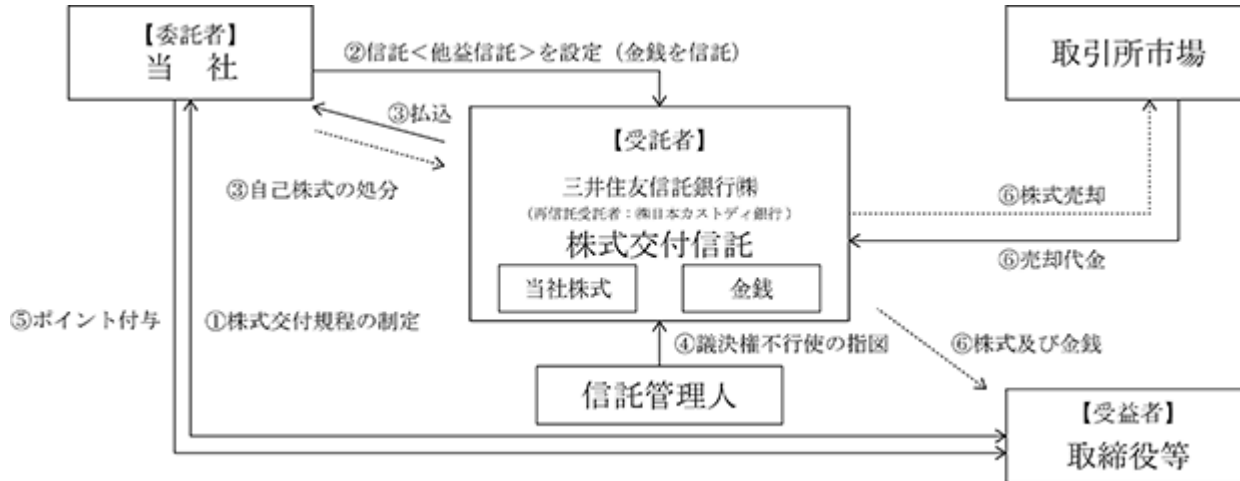 【委託者】
当　社
②信託＜他益信託＞を設定（金銭を信託）
取引所市場
③払込
③自己株式の処分
【受託者】
三井住友信託銀行㈱
（再信託受託者：㈱日本カストディ銀行）
株式交付信託
当社株式
金銭
⑥株式売却
⑥売却代金
⑤ポイント付与
①株式交付規程の制定
④議決権不行使の指図
⑥株式及び金銭
信託管理人
【受益者】
取締役等